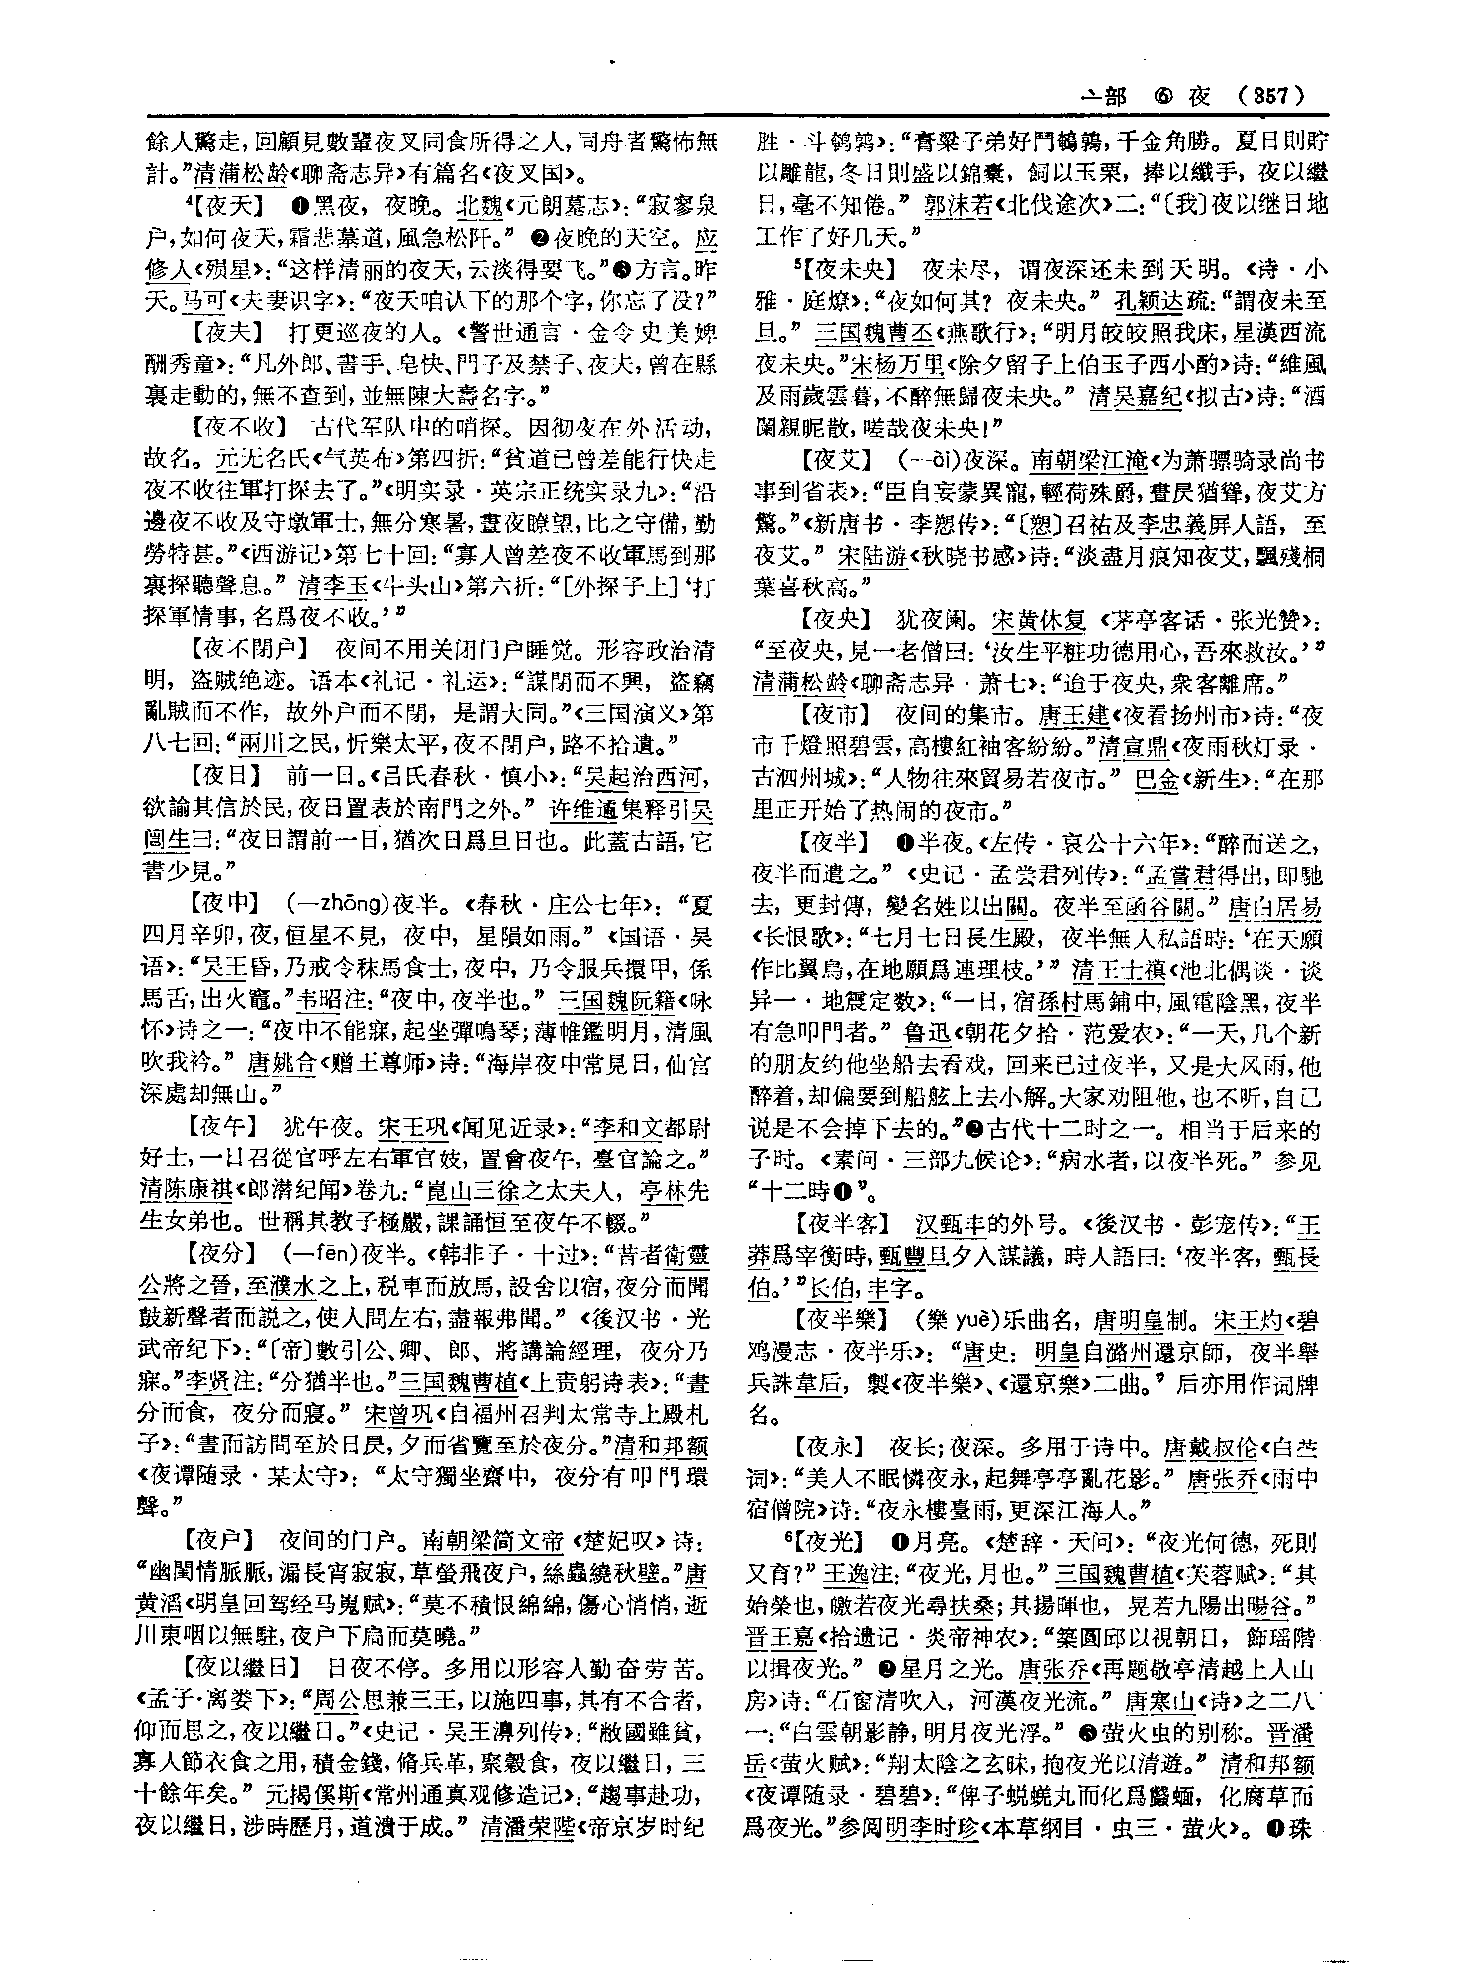 亠部 ⑥ 夜 (357)
餘人驚走,回顧見數輩夜叉同食所得之人,司舟者驚怖無
計。”清蒲松龄《聊斋志异》有篇名《夜叉国》。
⁴【夜天】 ❶黑夜,夜晚。北魏《元朗墓志》:“寂寥泉
户,如何夜天,霜悲墓道,風急松阡。” ❷夜晚的天空。应
修人《殒星》:“这样清丽的夜天,云淡得要飞。”❸方言。昨
天。马可《夫妻识字》:“夜天咱认下的那个字,你忘了没?”
【夜夫】 打更巡夜的人。《警世通言·金令史美婢
酬秀童》:“凡外郎、書手、皂快、門子及禁子、夜夫,曾在縣
裏走動的,無不查到,並無陳大壽名字。”
【夜不收】 古代军队中的哨探。因彻夜在外活动,
故名。元无名氏《气英布》第四折:“貧道已曾差能行快走
夜不收往軍打探去了。”《明实录·英宗正统实录九》:“沿
邊夜不收及守墩軍士,無分寒暑,晝夜瞭望,比之守備,勤
勞特甚。”《西游记》第七十回:“寡人曾差夜不收軍馬到那
裏探聽聲息。” 清李玉《牛头山》第六折:“[外探子上]‘打
探軍情事,名爲夜不收。’”
【夜不閉户】 夜间不用关闭门户睡觉。形容政治清
明,盗贼绝迹。语本《礼记·礼运》:“謀閉而不興,盗竊
亂賊而不作,故外户而不閉,是謂大同。”《三国演义》第
八七回:“兩川之民,忻樂太平,夜不閉户,路不拾遺。”
【夜日】 前一日。《吕氏春秋·慎小》:“吴起治西河,
欲諭其信於民,夜日置表於南門之外。” 许维遹集释引吴
闓生曰:“夜日謂前一日,猶次日爲旦日也。此蓋古語,它
書少見。”
【夜中】 (—zhōng)夜半。《春秋·庄公七年》:“夏
四月辛卯,夜,恒星不見,夜中,星隕如雨。”《国语·吴
语》:“吴王昏,乃戒令秣馬食士,夜中,乃令服兵擐甲,係
馬舌,出火竈。”韦昭注:“夜中,夜半也。” 三国魏阮籍《咏
怀》诗之一:“夜中不能寐,起坐彈鳴琴;薄帷鑑明月,清風
吹我衿。” 唐姚合《赠王尊师》诗:“海岸夜中常見日,仙宫
深處却無山。”
【夜午】 犹午夜。宋王巩《闻见近录》:“李和文都尉
好士,一日召從官呼左右軍官妓,置會夜午,臺官論之。”
清陈康祺《郎潜纪闻》卷九:“崑山三徐之太夫人,亭林先
生女弟也。世稱其教子極嚴,課誦恒至夜午不輟。”
【夜分】 (—fēn)夜半。《韩非子·十过》:“昔者衛靈
公將之晉,至濮水之上,税車而放馬,設舍以宿,夜分而聞
鼓新聲者而説之,使人問左右,盡報弗聞。”《後汉书·光
武帝纪下》:“〔帝〕數引公、卿、郎、將講論經理,夜分乃
寐。”李贤注:“分猶半也。”三国魏曹植《上责躬诗表》:“晝
分而食,夜分而寢。” 宋曾巩《自福州召判太常寺上殿札
子》:“晝而訪問至於日昃,夕而省覽至於夜分。”清和邦额
《夜谭随录·某太守》:“太守獨坐齋中,夜分有叩門環
聲。”
【夜户】 夜间的门户。南朝梁简文帝《楚妃叹》诗:
“幽閨情脈脈,漏長宵寂寂,草螢飛夜户,絲蟲繞秋壁。”唐
黄滔《明皇回驾经马嵬赋》:“莫不積恨綿綿,傷心悄悄,逝
川東咽以無駐,夜户下扃而莫曉。”
【夜以繼日】 日夜不停。多用以形容人勤奋劳苦。
《孟子·离娄下》:“周公思兼三王,以施四事,其有不合者,
仰而思之,夜以繼日。”《史记·吴王濞列传》:“敝國雖貧,
寡人節衣食之用,積金錢,脩兵革,聚穀食,夜以繼日,三
十餘年矣。” 元揭傒斯《常州通真观修造记》:“趨事赴功,
夜以繼日,涉時歷月,道潰于成。” 清潘荣陛《帝京岁时纪
胜·斗鹌鹑》:“膏粱子弟好鬥鵪鶉,千金角勝。夏日則貯
以雕籠,冬日則盛以錦囊,飼以玉粟,捧以纖手,夜以繼
日,毫不知倦。” 郭沫若《北伐途次》二:“〔我〕夜以继日地
工作了好几天。”
⁵【夜未央】 夜未尽,谓夜深还未到天明。《诗·小
雅·庭燎》:“夜如何其?夜未央。” 孔颖达疏:“謂夜未至
旦。” 三国魏曹丕《燕歌行》:“明月皎皎照我床,星漢西流
夜未央。”宋杨万里《除夕留子上伯玉子西小酌》诗:“維風
及雨歲雲暮,不醉無歸夜未央。” 清吴嘉纪《拟古》诗:“酒
闌親昵散,嗟哉夜未央!”
【夜艾】 (—ài)夜深。南朝梁江淹《为萧骠骑录尚书
事到省表》:“臣自妄蒙異寵,輕荷殊爵,晝昃猶聳,夜艾方
驚。”《新唐书·李愬传》:“〔愬〕召祐及李忠義屏人語,至
夜艾。” 宋陆游《秋晓书感》诗:“淡盡月痕知夜艾,飄殘桐
葉喜秋高。”
【夜央】 犹夜阑。宋黄休复《茅亭客话·张光赞》:
“至夜央,見一老僧曰:‘汝生平粧功德用心,吾來救汝。’”
清蒲松龄《聊斋志异·萧七》:“迨于夜央,衆客離席。”
【夜市】 夜间的集市。唐王建《夜看扬州市》诗:“夜
市千燈照碧雲,高樓紅袖客紛紛。”清宣鼎《夜雨秋灯录·
古泗州城》:“人物往來貿易若夜市。” 巴金《新生》:“在那
里正开始了热闹的夜市。”
【夜半】 ❶半夜。《左传·哀公十六年》:“醉而送之,
夜半而遣之。”《史记·孟尝君列传》:“孟嘗君得出,即馳
去,更封傳,變名姓以出關。夜半至函谷關。” 唐白居易
《长恨歌》:“七月七日長生殿,夜半無人私語時:‘在天願
作比翼鳥,在地願爲連理枝。’” 清王士禛《池北偶谈·谈
异一·地震定数》:“一日,宿孫村馬鋪中,風電陰黑,夜半
有急叩門者。” 鲁迅《朝花夕拾·范爱农》:“一天,几个新
的朋友约他坐船去看戏,回来已过夜半,又是大风雨,他
醉着,却偏要到船舷上去小解。大家劝阻他,也不听,自己
说是不会掉下去的。”❷古代十二时之一。相当于后来的
子时。《素问·三部九候论》:“病水者,以夜半死。” 参见
“十二時❶”。
【夜半客】 汉甄丰的外号。《後汉书·彭宠传》:“王
莽爲宰衡時,甄豐旦夕入謀議,時人語曰:‘夜半客,甄長
伯。’”长伯,丰字。
【夜半樂】 (樂 yuè)乐曲名,唐明皇制。宋王灼《碧
鸡漫志·夜半乐》:“唐史:明皇自潞州還京師,夜半舉
兵誅韋后,製《夜半樂》、《還京樂》二曲。” 后亦用作词牌
名。
【夜永】 夜长;夜深。多用于诗中。唐戴叔伦《白苎
词》:“美人不眠憐夜永,起舞亭亭亂花影。” 唐张乔《雨中
宿僧院》诗:“夜永樓臺雨,更深江海人。”
⁶【夜光】 ❶月亮。《楚辞·天问》:“夜光何德,死則
又育?”王逸注:“夜光,月也。”三国魏曹植《芙蓉赋》:“其
始榮也,皦若夜光尋扶桑;其揚暉也,晃若九陽出暘谷。”
晋王嘉《拾遗记·炎帝神农》:“築圓邱以視朝日,飾瑶階
以揖夜光。” ❷星月之光。唐张乔《再题敬亭清越上人山
房》诗:“石窗清吹入,河漢夜光流。” 唐寒山《诗》之二八
一:“白雲朝影静,明月夜光浮。” ❸萤火虫的别称。晋潘
岳《萤火赋》:“翔太陰之玄昧,抱夜光以清遊。” 清和邦额
《夜谭随录·碧碧》:“俾子蜕蜣丸而化爲蠶蛹,化腐草而
爲夜光。”参阅明李时珍《本草纲目·虫三·萤火》。❶珠